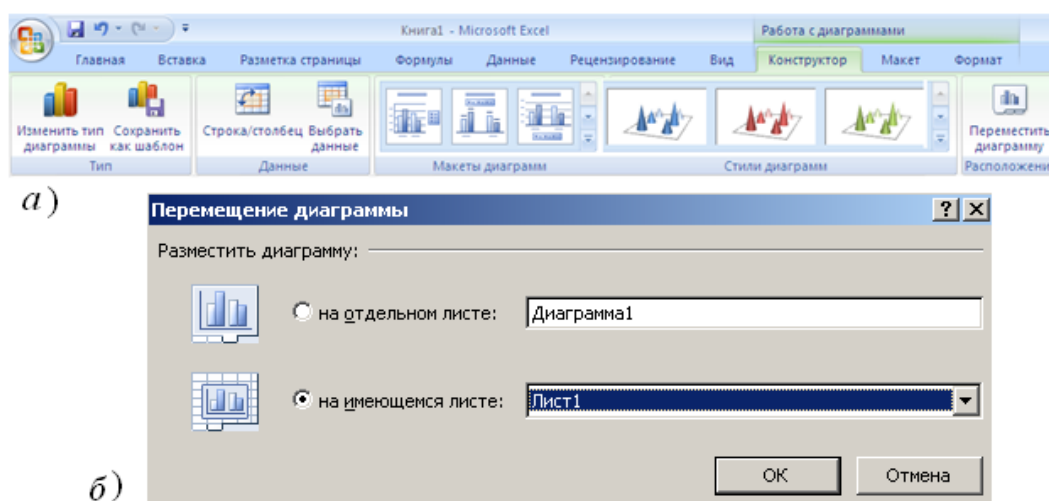 Книга1 - Microsoft Excel Работа с диаграммами
Главная Вставка Разметка страницы Формулы Данные Рецензирование Вид Конструктор Макет Формат
Изменить тип диаграммы Сохранить как шаблон Строка/столбец Выбрать данные Переместить диаграмму
Тип Данные Макеты диаграмм Стили диаграмм Расположени
а)
Перемещение диаграммы
Разместить диаграмму:
на отдельном листе: Диаграмма1
на имеющемся листе: Лист1
ОК Отмена
б)